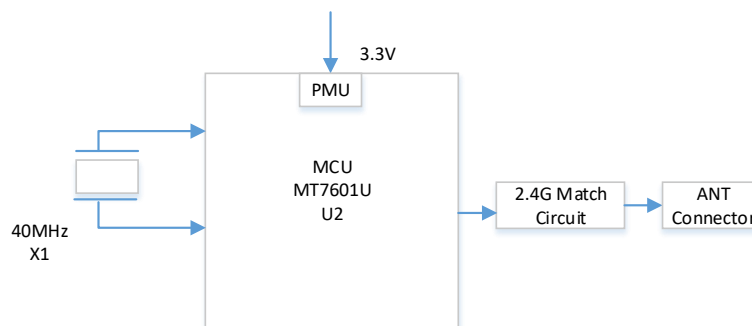 3.3V
PMU
MCU
MT7601U
U2
2.4G Match
Circuit
ANT
Connector
40MHz
X1